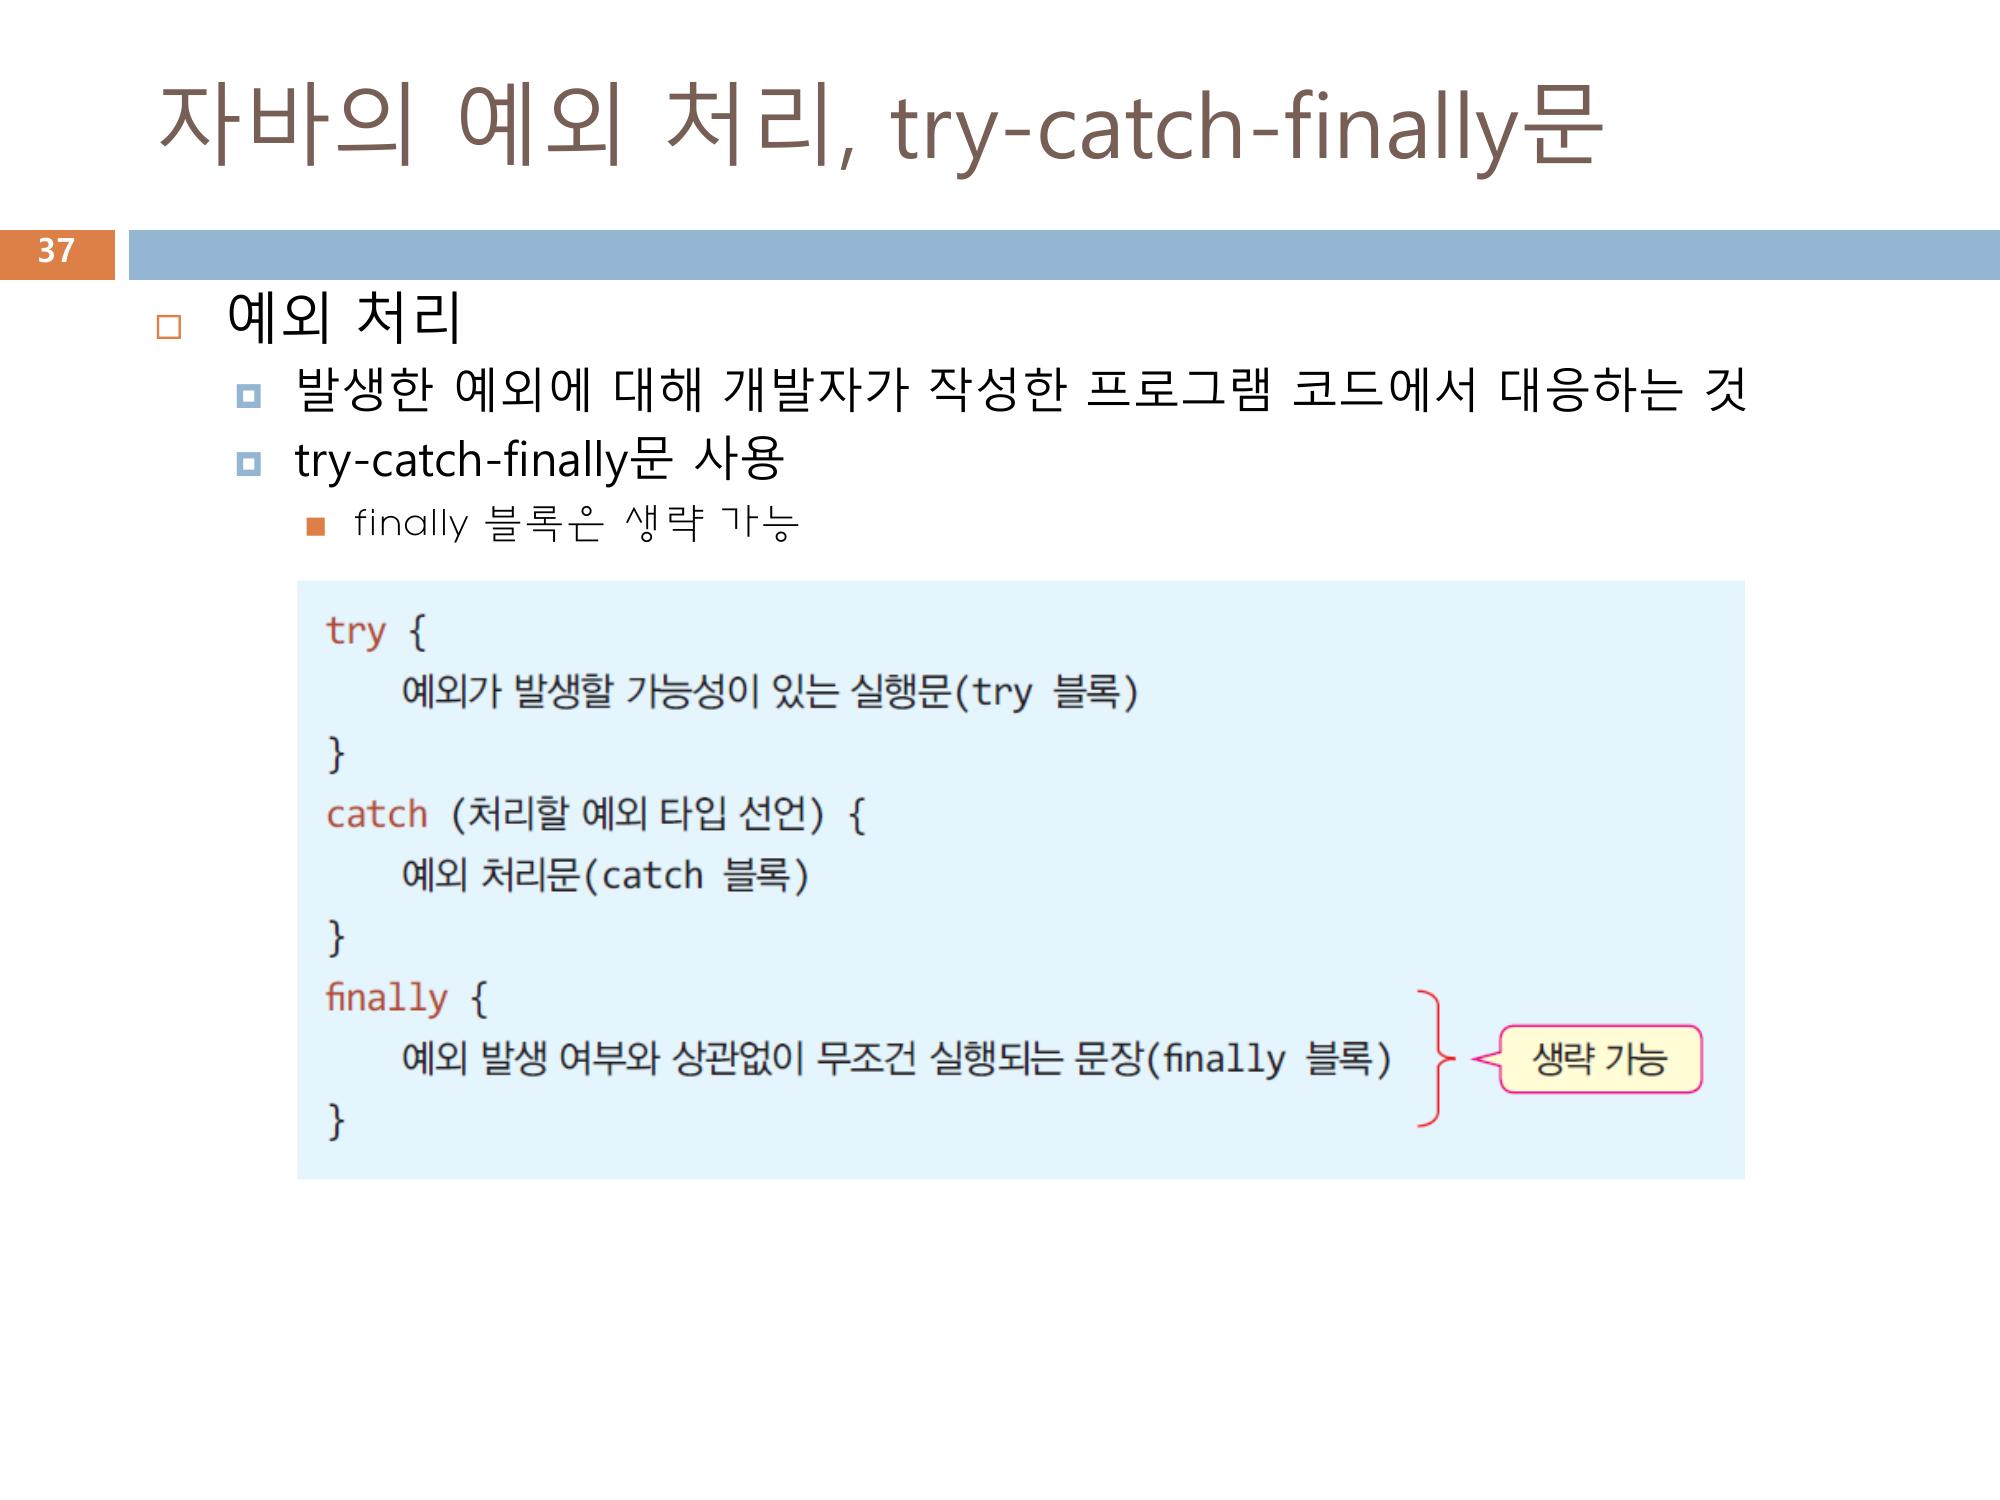 자바의 예외 처리, try-catch-finally문
37
예외 처리
발생한 예외에 대해 개발자가 작성한 프로그램 코드에서 대응하는 것
try-catch-finally문 사용
finally 블록은 생략 가능
try {
예외가 발생할 가능성이 있는 실행문(try 블록)
}
catch (처리할 예외 타입 선언) {
예외 처리문(catch 블록)
}
finally {
예외 발생 여부와 상관없이 무조건 실행되는 문장(finally 블록)
생략 가능
}